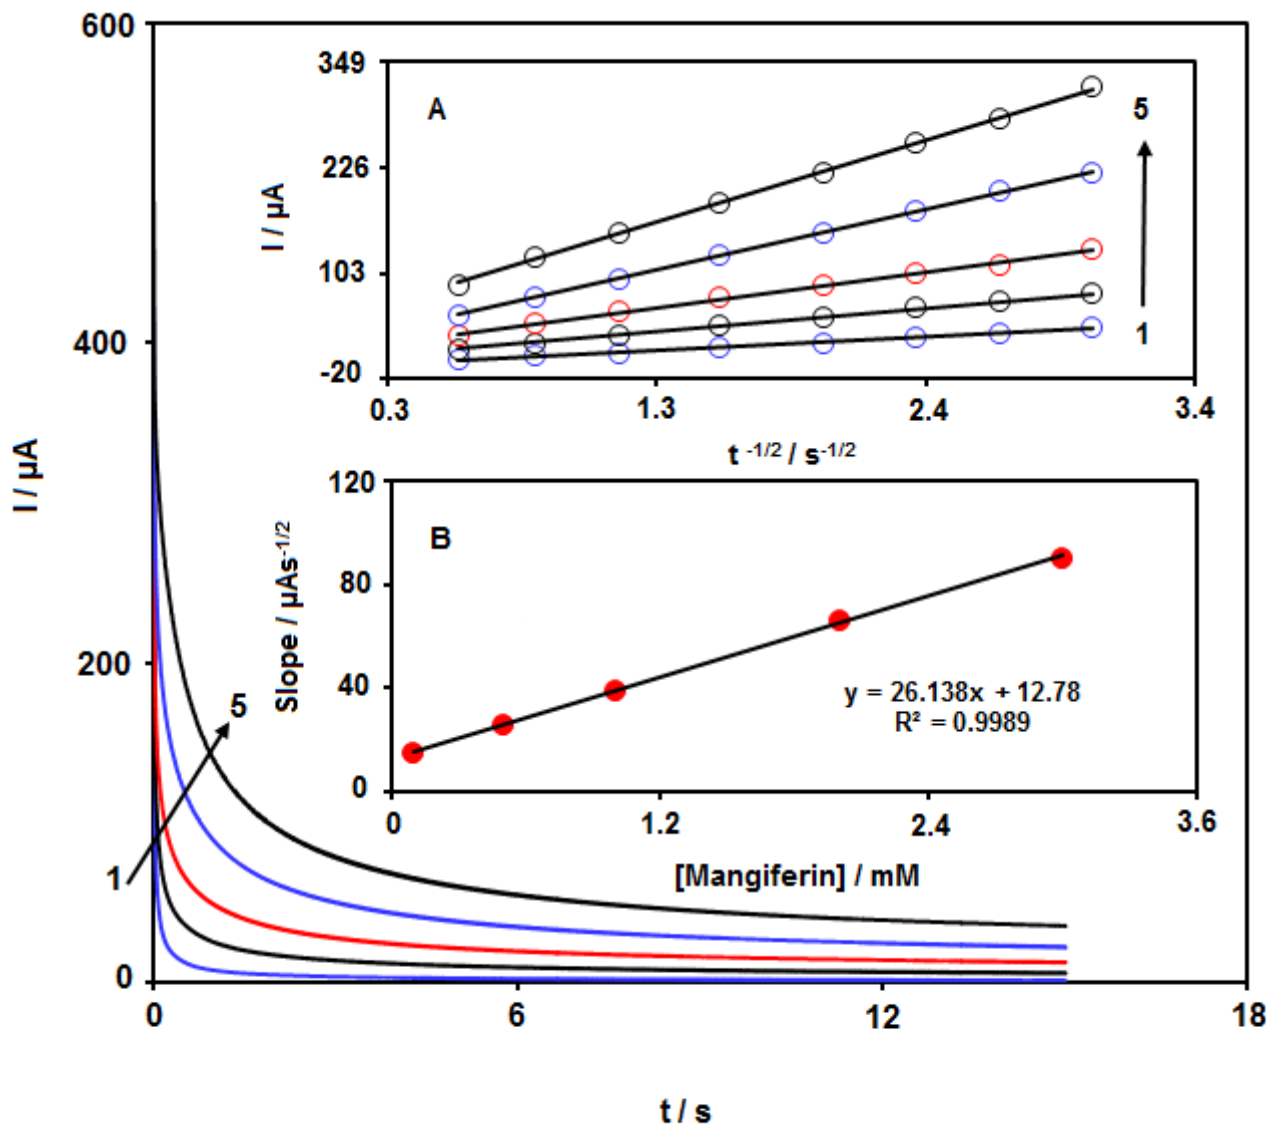 600
400
200
0
I / µA
0
6
12
18
t / s
1
5
A
349
226
103
-20
I / µA
0.3
1.3
2.4
3.4
t -1/2 / s-1/2
5
1
B
120
80
40
0
Slope / µAs-1/2
y = 26.138x + 12.78
R² = 0.9989
0
1.2
2.4
3.6
[Mangiferin] / mM